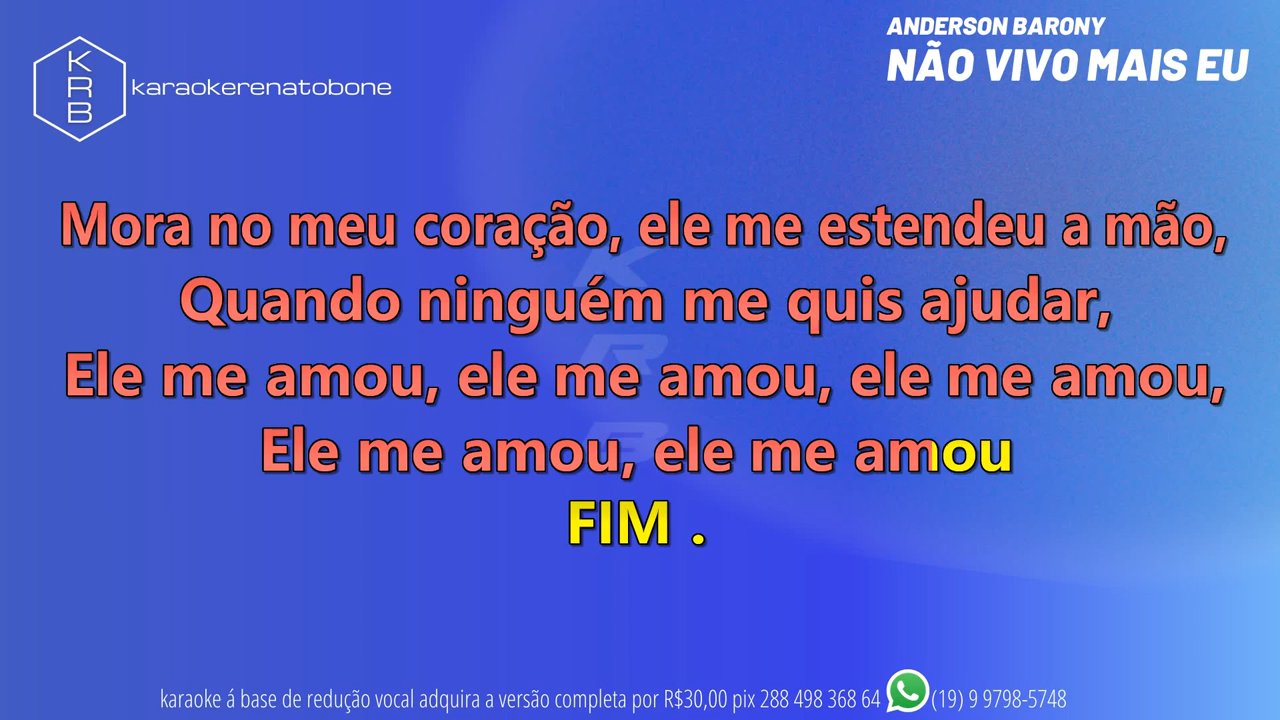 ANDERSON BARONY
NÃO VIVO MAIS EU
K
R
B
karaokerenatobone
Mora no meu coração, ele me estendeu a mão,
Quando ninguém me quis ajudar,
Ele me amou, ele me amou, ele me amou,
Ele me amou, ele me amou
FIM .
K
R
B
karaoke á base de redução vocal adquira a versão completa por R$30,00 pix 288 498 368 64 (19) 9 9798-5748